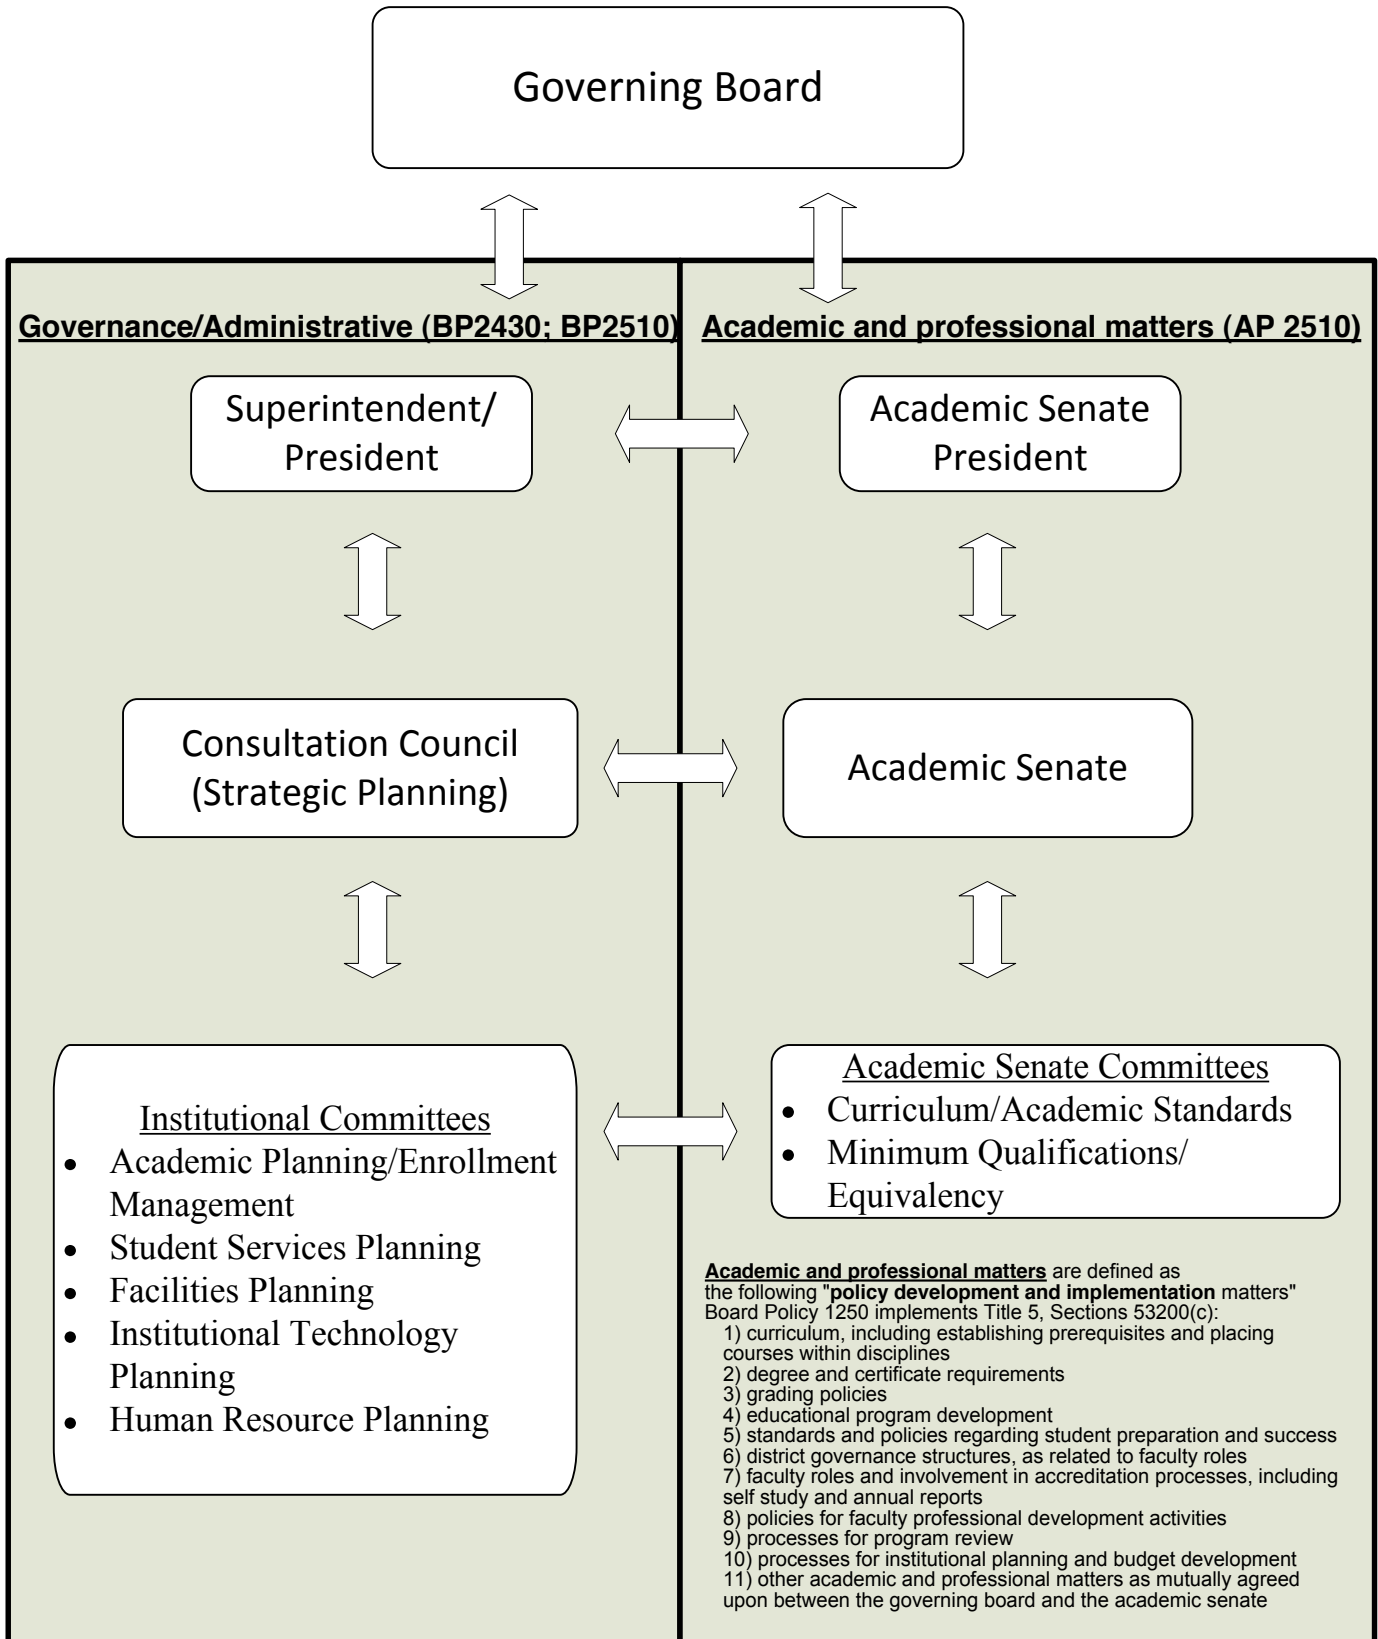 Governing Board
Governance/Administrative (BP2430; BP2510)
Superintendent/
President
Consultation Council
(Strategic Planning)
Institutional Committees
• Academic Planning/Enrollment
Management
• Student Services Planning
• Facilities Planning
• Institutional Technology
Planning
• Human Resource Planning
Academic and professional matters (AP 2510)
Academic Senate
President
Academic Senate
Academic Senate Committees
• Curriculum/Academic Standards
• Minimum Qualifications/
Equivalency
Academic and professional matters are defined as
the following "policy development and implementation matters"
Board Policy 1250 implements Title 5, Sections 53200(c):
1) curriculum, including establishing prerequisites and placing
courses within disciplines
2) degree and certificate requirements
3) grading policies
4) educational program development
5) standards and policies regarding student preparation and success
6) district governance structures, as related to faculty roles
7) faculty roles and involvement in accreditation processes, including
self study and annual reports
8) policies for faculty professional development activities
9) processes for program review
10) processes for institutional planning and budget development
11) other academic and professional matters as mutually agreed
upon between the governing board and the academic senate